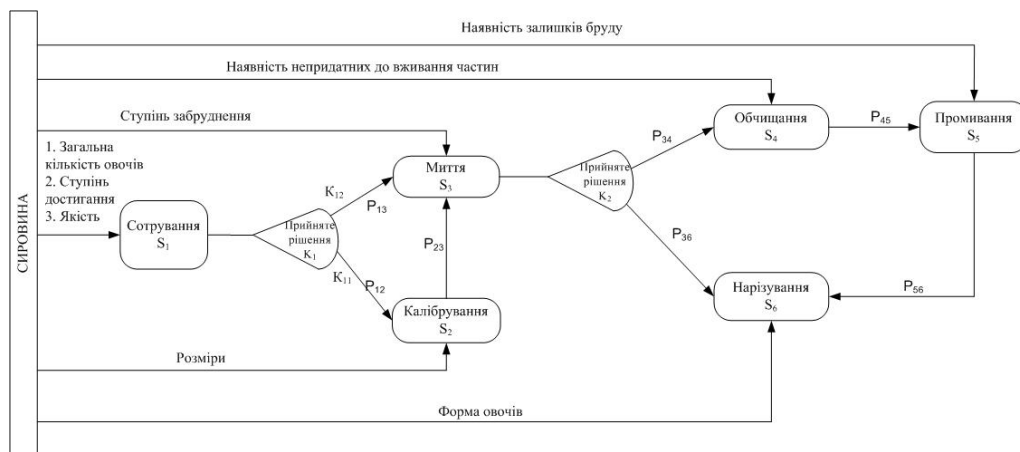 Наявність залишків бруду
Наявність непридатних до вживання частин
Ступінь забруднення
1. Загальна
кількість овочів
2. Ступінь
достигання
3. Якість
СИРОВИНА
Сотрування
S1
К12
Прийняте
рішення
K1
К11
P13
P12
Миття
S3
P23
Калібрування
S2
Прийняте
рішення
K2
P34
P36
Обчищання
S4
P45
Промивання
S5
Нарізування
S6
P56
Розміри
Форма овочів